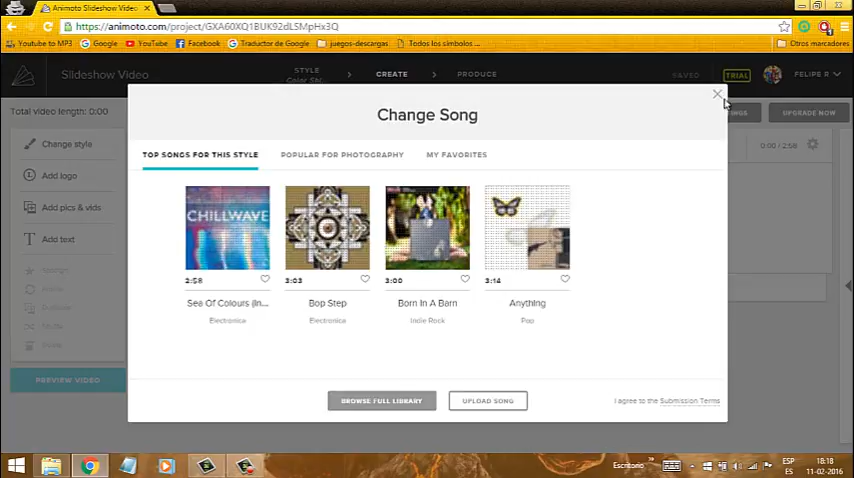 Animoto Slideshow Video
https://animoto.com/project/GXA60XQ1BUK92dLSMpHx3Q
Youtube to MP3 Google YouTube Facebook Traductor de Google juegos-descargas Todos los símbolos ... Otros marcadores
Slideshow Video STYLE CREATE PRODUCE SAVED TRIAL FELIPE R
Total video length: 0:00 UPGRADE NOW
Change Song
Change style 0:00 / 2:58
TOP SONGS FOR THIS STYLE POPULAR FOR PHOTOGRAPHY MY FAVORITES
Add logo
Add pics & vids
Add text
CHILLWAVE
2:58 3:03 3:00 3:14
Sea Of Colours (In... Bop Step Born In A Barn Anything
Electronica Electronica Indie Rock Pop
PREVIEW VIDEO
BROWSE FULL LIBRARY UPLOAD SONG I agree to the Submission Terms
Escritorio ESP 18:18
ES 11-02-2016